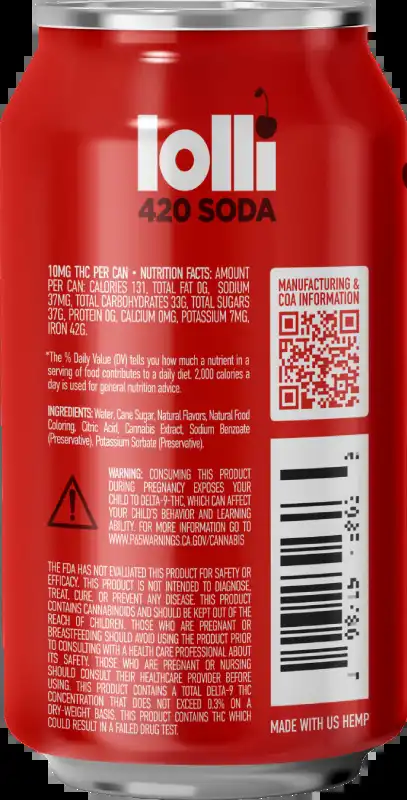 lolli
420 SODA
10MG THC PER CAN • NUTRITION FACTS: AMOUNT
PER CAN: CALORIES 131, TOTAL FAT 0G, SODIUM
37MG, TOTAL CARBOHYDRATES 33G, TOTAL SUGARS
37G, PROTEIN 0G, CALCIUM 0MG, POTASSIUM 7MG,
IRON 42G.
*The % Daily Value (DV) tells you how much a nutrient in a
serving of food contributes to a daily diet. 2,000 calories a
day is used for general nutrition advice.
INGREDIENTS: Water, Cane Sugar, Natural Flavors, Natural Food
Coloring, Citric Acid, Cannabis Extract, Sodium Benzoate
(Preservative), Potassium Sorbate (Preservative).
WARNING: CONSUMING THIS PRODUCT
DURING PREGNANCY EXPOSES YOUR
CHILD TO DELTA-9-THC, WHICH CAN AFFECT
YOUR CHILD'S BEHAVIOR AND LEARNING
ABILITY. FOR MORE INFORMATION GO TO
WWW.P65WARNINGS.CA.GOV/CANNABIS
THE FDA HAS NOT EVALUATED THIS PRODUCT FOR SAFETY OR
EFFICACY. THIS PRODUCT IS NOT INTENDED TO DIAGNOSE,
TREAT, CURE, OR PREVENT ANY DISEASE. THIS PRODUCT
CONTAINS CANNABINOIDS AND SHOULD BE KEPT OUT OF THE
REACH OF CHILDREN. THOSE WHO ARE PREGNANT OR
BREASTFEEDING SHOULD AVOID USING THE PRODUCT PRIOR
TO CONSULTING WITH A HEALTH CARE PROFESSIONAL ABOUT
ITS SAFETY. THOSE WHO ARE PREGNANT OR NURSING
SHOULD CONSULT THEIR HEALTHCARE PROVIDER BEFORE
USING. THIS PRODUCT CONTAINS A TOTAL DELTA-9 THC
CONCENTRATION THAT DOES NOT EXCEED 0.3% ON A
DRY-WEIGHT BASIS. THIS PRODUCT CONTAINS THC WHICH
COULD RESULT IN A FAILED DRUG TEST.
MANUFACTURING &
COA INFORMATION
MADE WITH US HEMP